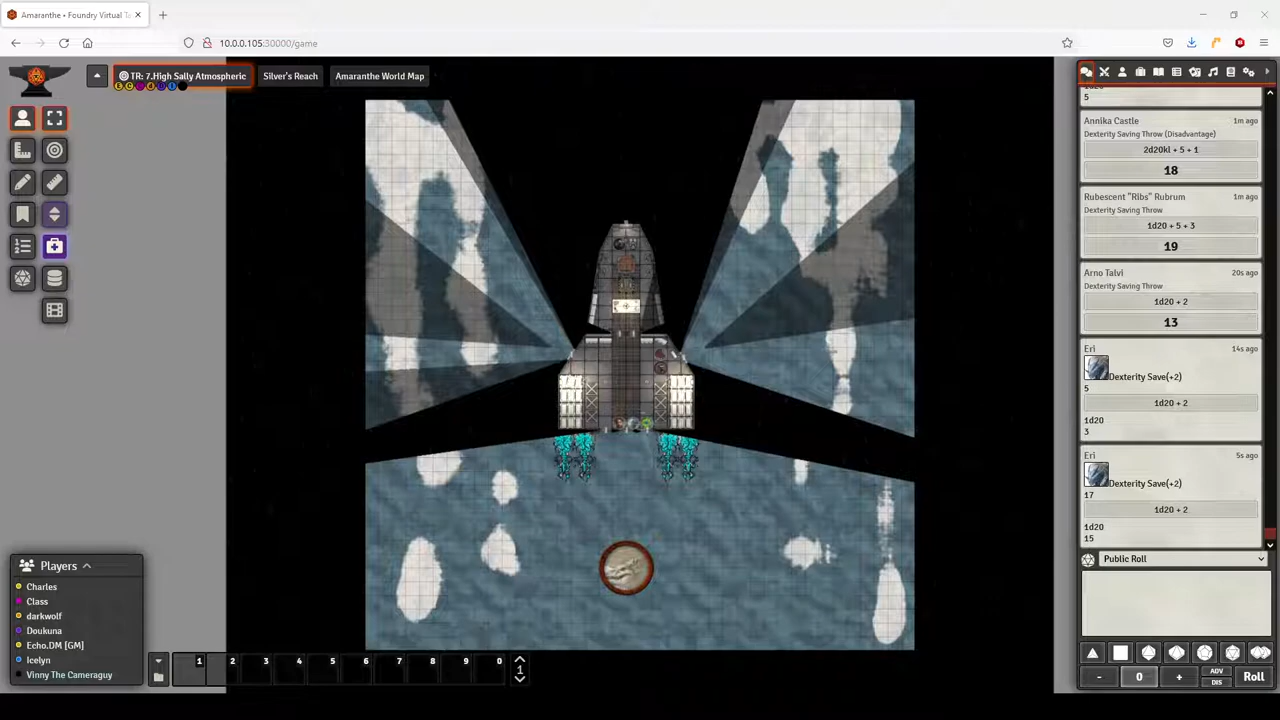 Amaranthe • Foundry Virtual T
10.0.0.105:30000/game
TR: 7.High Sally Atmospheric
Silver's Reach
Amaranthe World Map
E
C
d
D
I
5
Annika Castle
1m ago
Dexterity Saving Throw (Disadvantage)
2d20kl + 5 + 1
18
Rubescent "Ribs" Rubrum
1m ago
Dexterity Saving Throw
1d20 + 5 + 3
19
Arno Talvi
20s ago
Dexterity Saving Throw
1d20 + 2
13
Eri
14s ago
Dexterity Save(+2)
5
1d20 + 2
1d20
3
Eri
5s ago
Dexterity Save(+2)
17
1d20 + 2
1d20
15
Public Roll
- 0 +
ADV
DIS
Roll
Players
Charles
Class
darkwolf
Doukuna
Echo.DM [GM]
Icelyn
Vinny The Cameraguy
1 2 3 4 5 6 7 8 9 0
1